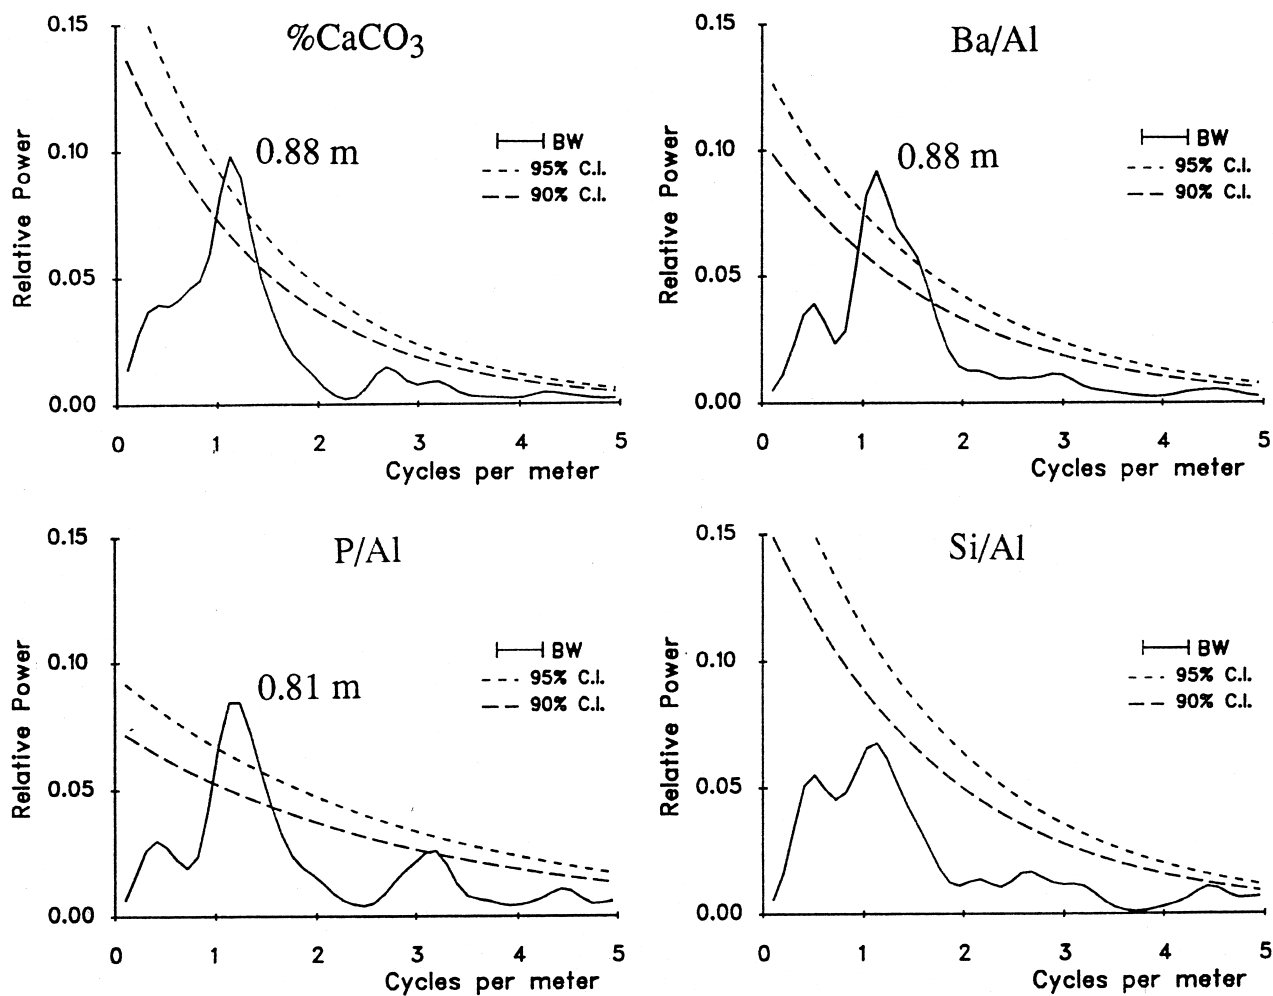 %CaCO3
0.15
0.10
0.05
0.00
Relative Power
0.88 m
BW
95% C.I.
90% C.I.
0 1 2 3 4 5
Cycles per meter
Ba/Al
0.15
0.10
0.05
0.00
Relative Power
0.88 m
BW
95% C.I.
90% C.I.
0 1 2 3 4 5
Cycles per meter
P/Al
0.15
0.10
0.05
0.00
Relative Power
0.81 m
BW
95% C.I.
90% C.I.
0 1 2 3 4 5
Cycles per meter
Si/Al
0.15
0.10
0.05
0.00
Relative Power
BW
95% C.I.
90% C.I.
0 1 2 3 4 5
Cycles per meter